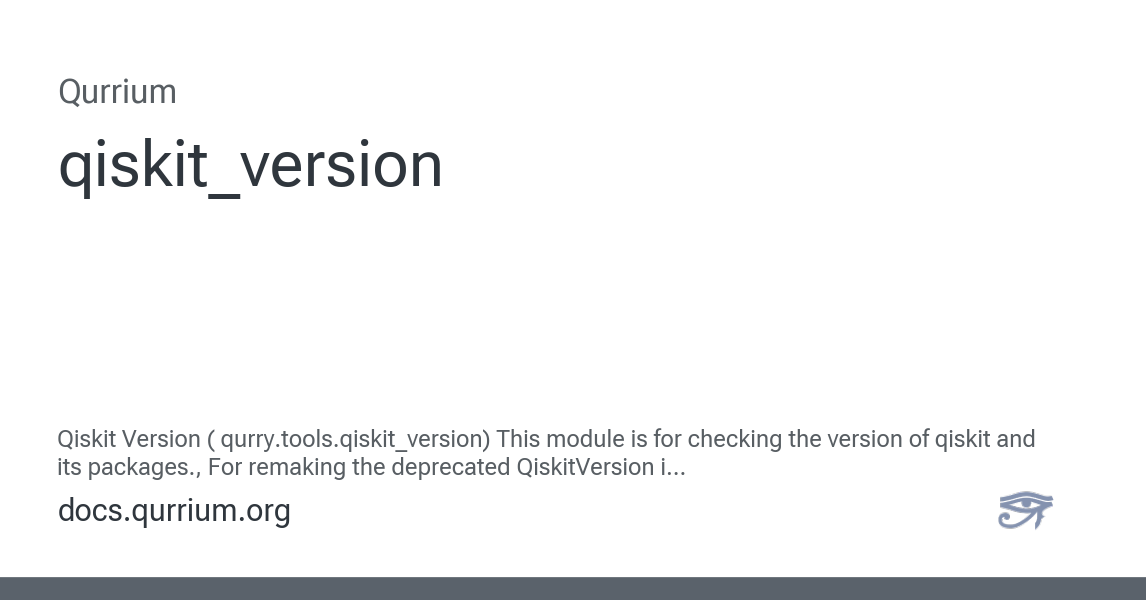 Qurrium
qiskit_version
Qiskit Version ( qurry.tools.qiskit_version) This module is for checking the version of qiskit and
its packages., For remaking the deprecated QiskitVersion i...
docs.qurrium.org